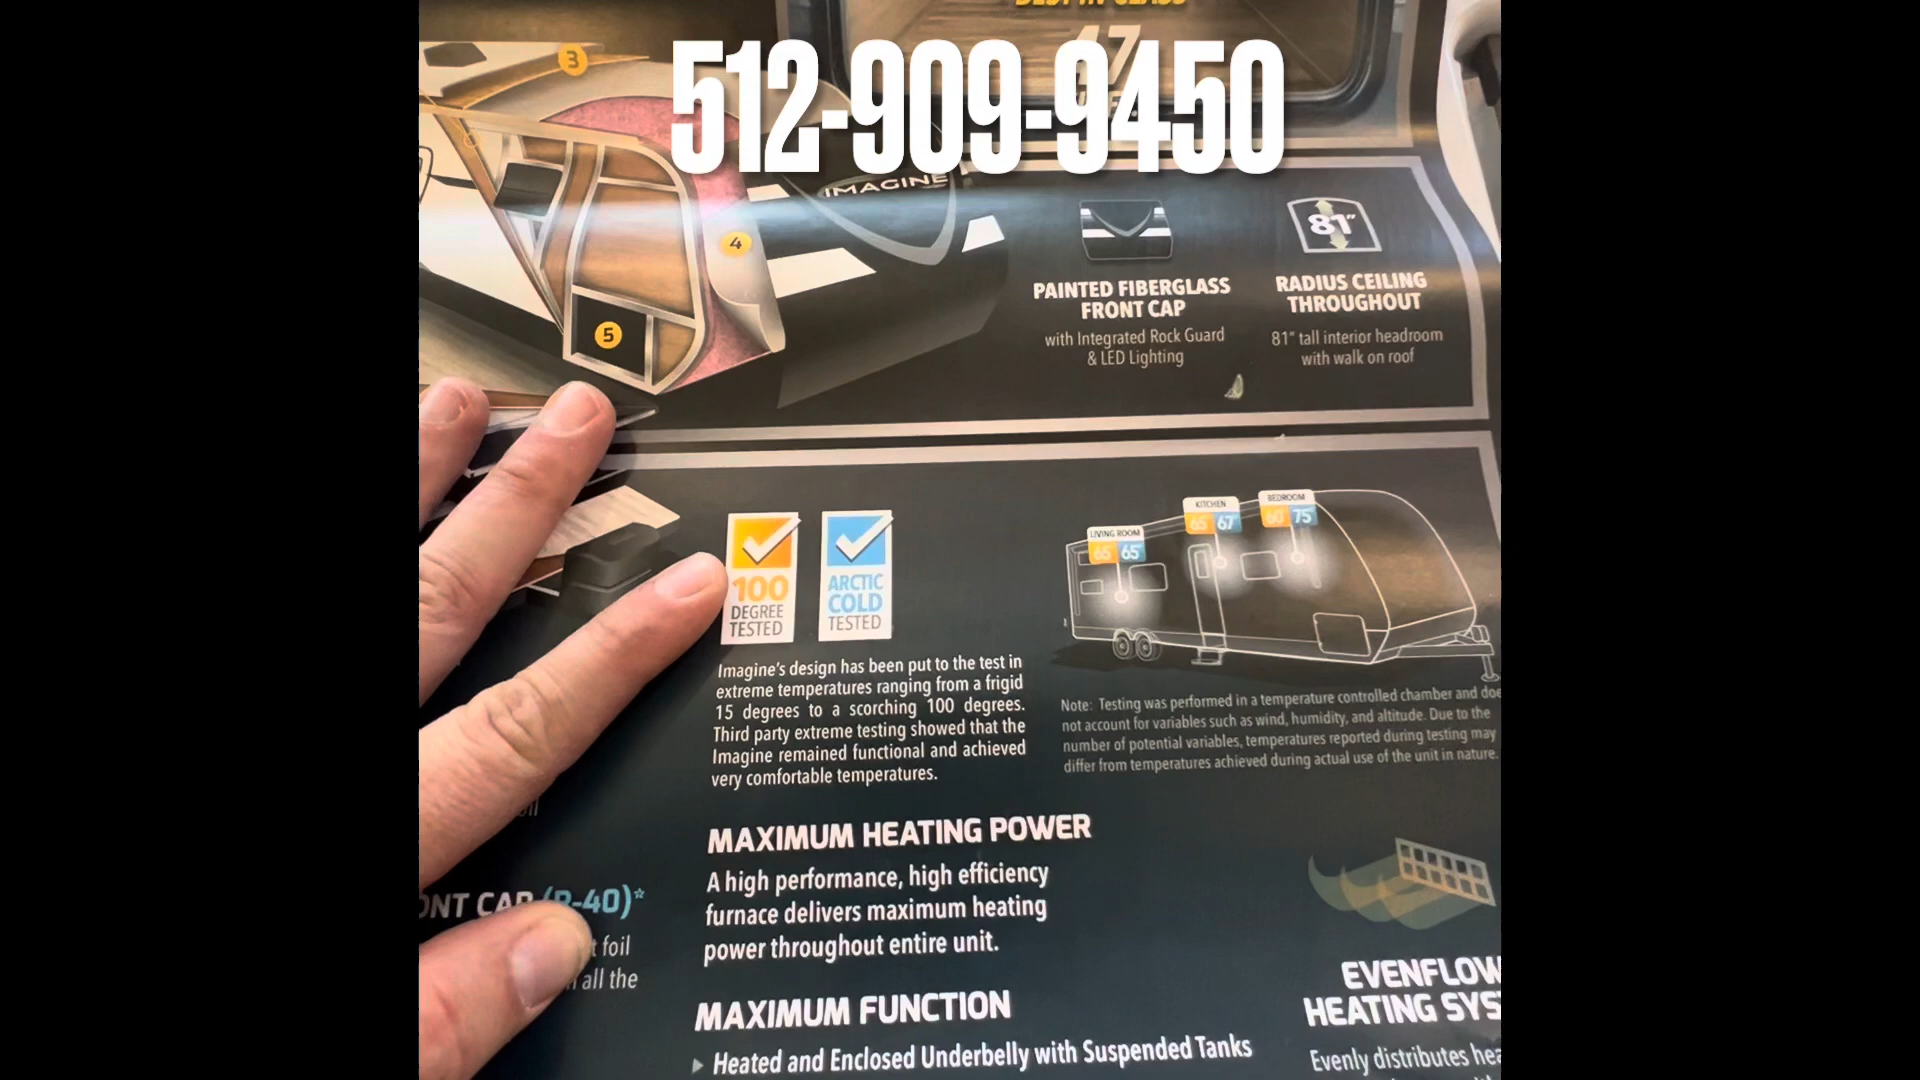 512-909-9450
3
4
5
IMAGINE
PAINTED FIBERGLASS
FRONT CAP
with Integrated Rock Guard
& LED Lighting
81"
RADIUS CEILING
THROUGHOUT
81" tall interior headroom
with walk on roof
100
DEGREE
TESTED
ARCTIC
COLD
TESTED
LIVING ROOM
65 65
KITCHEN
65 67
BEDROOM
60 75
Imagine's design has been put to the test in
extreme temperatures ranging from a frigid
15 degrees to a scorching 100 degrees.
Third party extreme testing showed that the
Imagine remained functional and achieved
very comfortable temperatures.
Note: Testing was performed in a temperature controlled chamber and doe
not account for variables such as wind, humidity, and altitude. Due to the
number of potential variables, temperatures reported during testing may
differ from temperatures achieved during actual use of the unit in nature.
MAXIMUM HEATING POWER
A high performance, high efficiency
furnace delivers maximum heating
power throughout entire unit.
ONT CAP (R-40)*
foil
all the
MAXIMUM FUNCTION
Heated and Enclosed Underbelly with Suspended Tanks
EVENFLOW
HEATING SYS
Evenly distributes hea